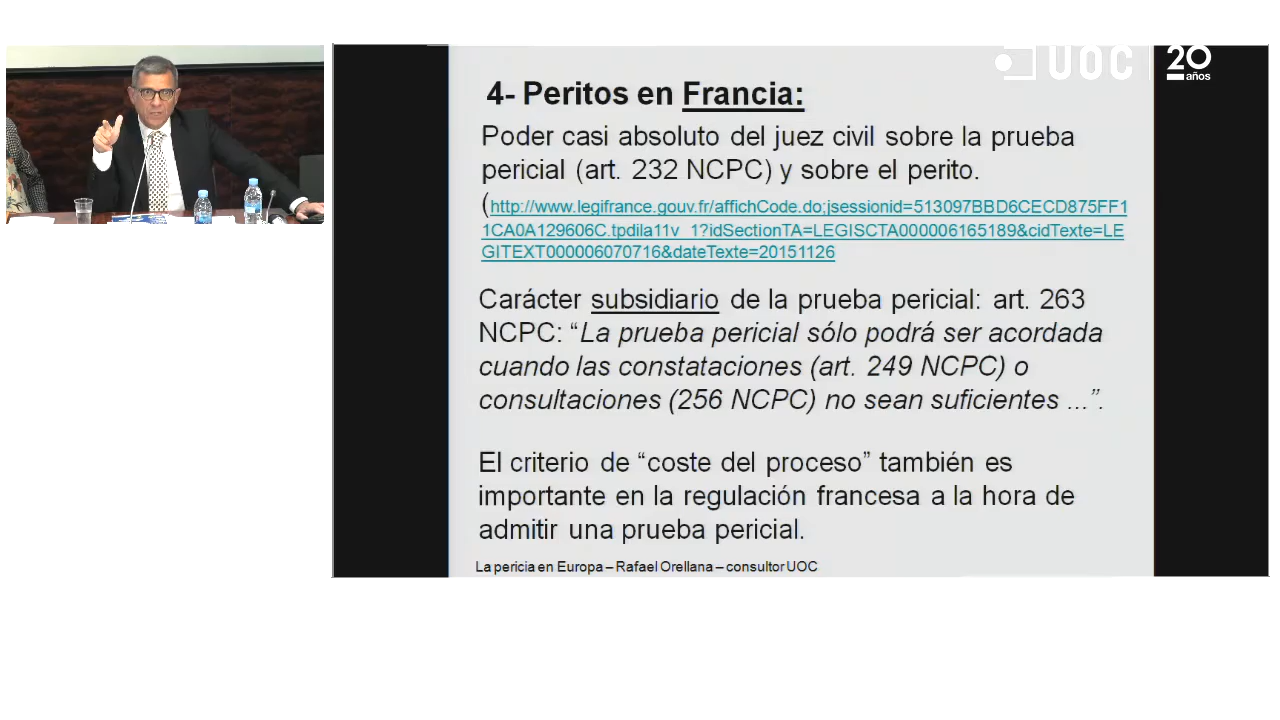 UOC
20
años
4- Peritos en Francia:
Poder casi absoluto del juez civil sobre la prueba
pericial (art. 232 NCPC) y sobre el perito.
(http://www.legifrance.gouv.fr/affichCode.do;jsessionid=513097BBD6CECD875FF1
1CA0A129606C.tpdila11v_1?idSectionTA=LEGISCTA000006165189&cidTexte=LE
GITEXT000006070716&dateTexte=20151126
Carácter subsidiario de la prueba pericial: art. 263
NCPC: “La prueba pericial sólo podrá ser acordada
cuando las constataciones (art. 249 NCPC) o
consultaciones (256 NCPC) no sean suficientes ...”.
El criterio de “coste del proceso” también es
importante en la regulación francesa a la hora de
admitir una prueba pericial.
La pericia en Europa – Rafael Orellana – consultor UOC